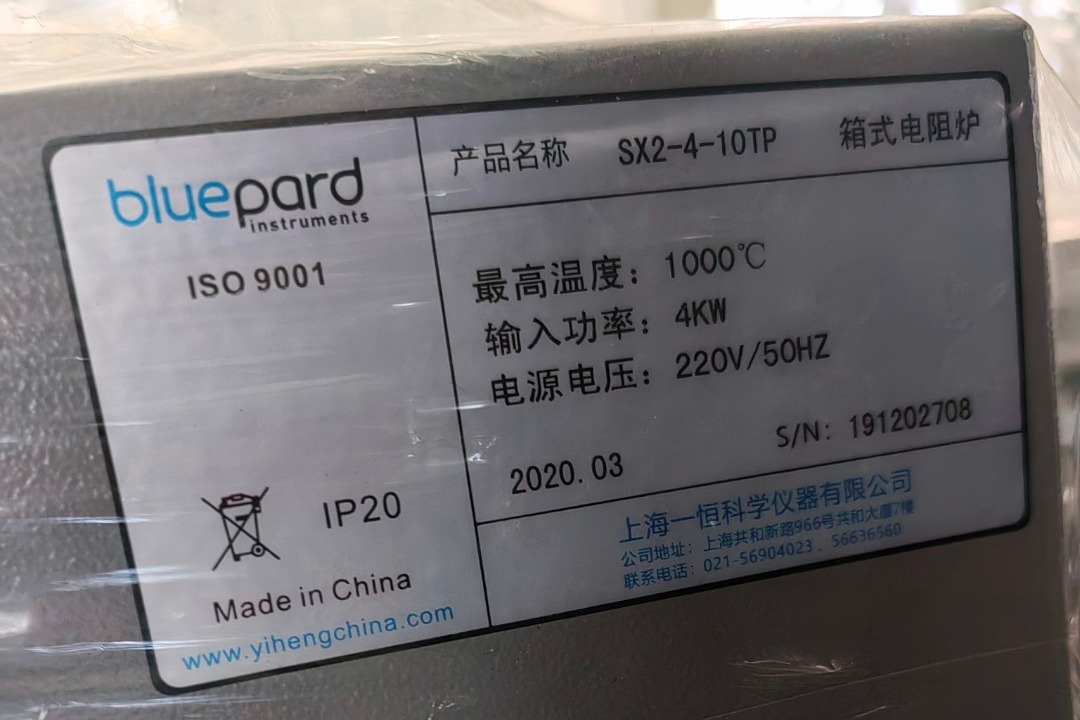 bluepard
instruments
ISO 9001
IP20
Made in China
www.yihengchina.com
产品名称 SX2-4-10TP 箱式电阻炉
最高温度：1000℃
输入功率：4KW
电源电压：220V/50HZ
S/N：191202708
2020.03
上海一恒科学仪器有限公司
公司地址：上海共和新路966号共和大厦7楼
联系电话：021-56904023、56636560